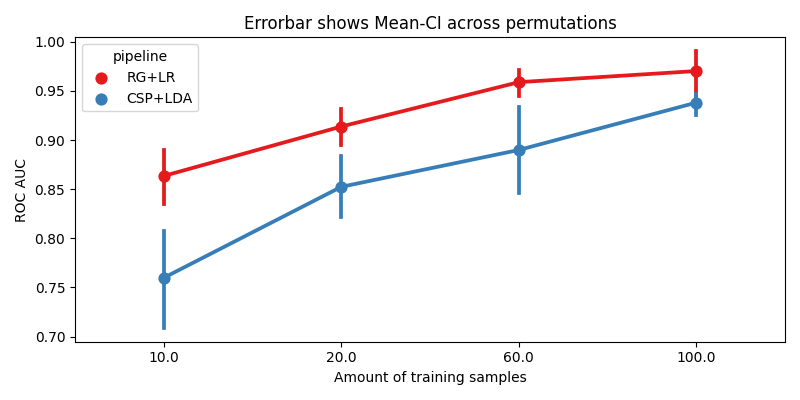 Errorbar shows Mean-CI across permutations
pipeline
RG+LR
CSP+LDA
ROC AUC
1.00
0.95
0.90
0.85
0.80
0.75
0.70
10.0 20.0 60.0 100.0
Amount of training samples